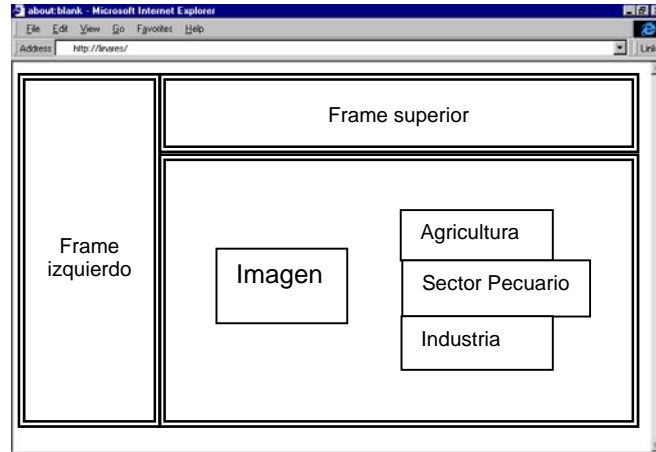 about:blank - Microsoft Internet Explorer
File Edit View Go Favorites Help
Address http://linares/
Link
Frame superior
Frame
izquierdo
Imagen
Agricultura
Sector Pecuario
Industria